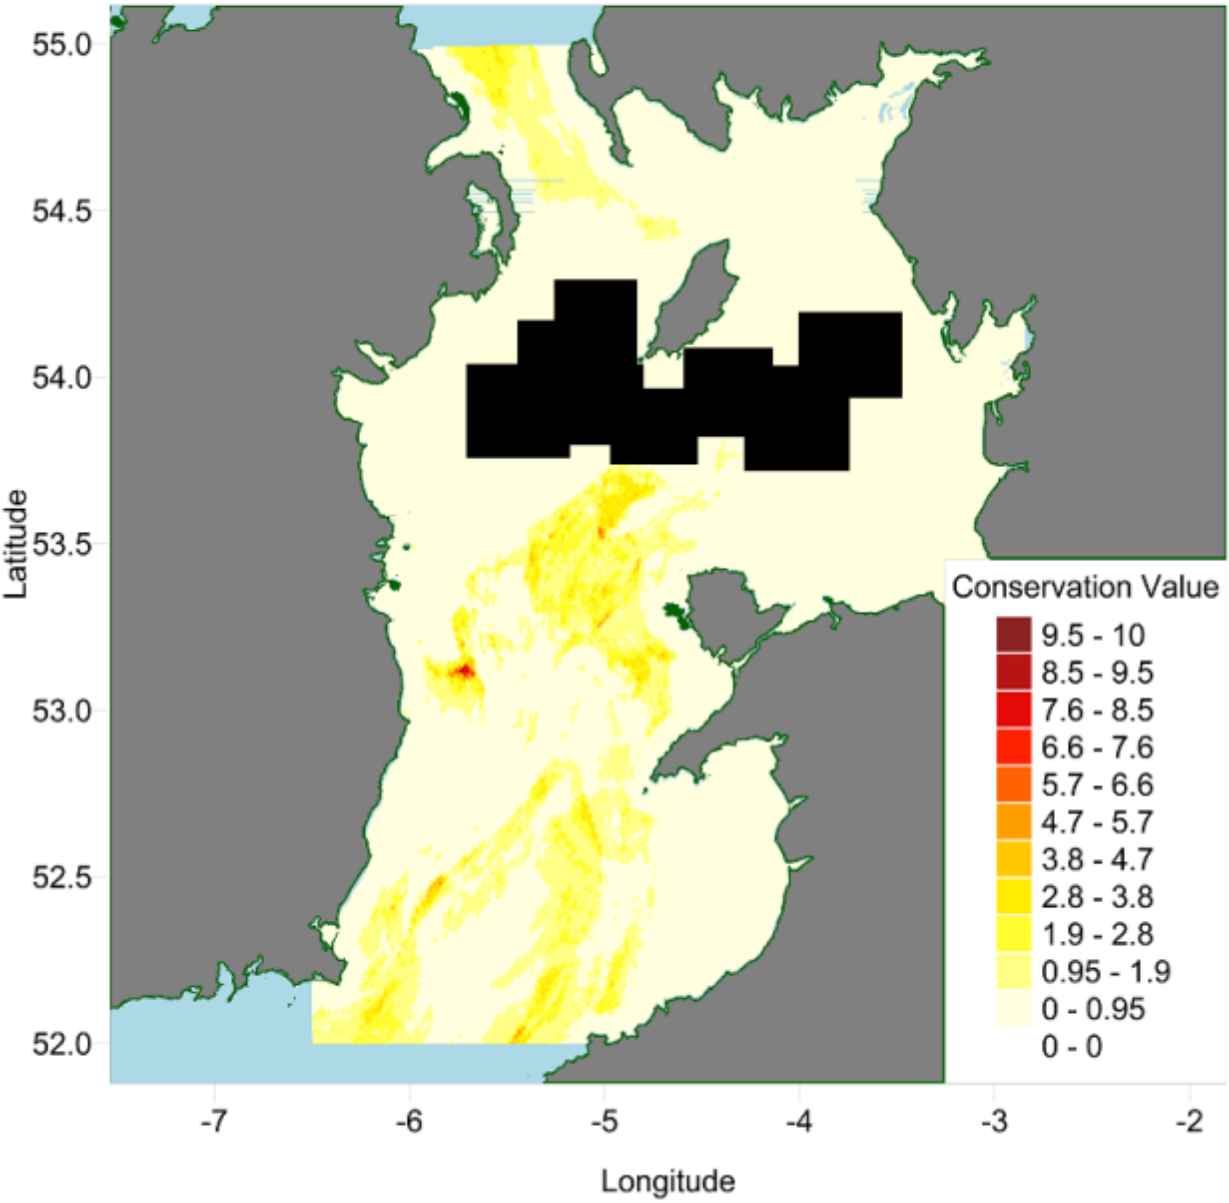 55.0
54.5
54.0
53.5
53.0
52.5
52.0
Latitude
Conservation Value
9.5 - 10
8.5 - 9.5
7.6 - 8.5
6.6 - 7.6
5.7 - 6.6
4.7 - 5.7
3.8 - 4.7
2.8 - 3.8
1.9 - 2.8
0.95 - 1.9
0 - 0.95
0 - 0
-7 -6 -5 -4 -3 -2
Longitude